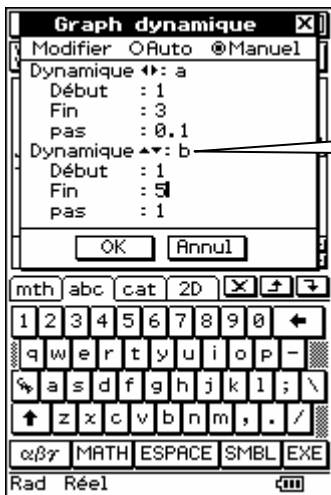 Graph dynamique
Modifier Auto Manuel
Dynamique ◂▸: a
Début : 1
Fin : 3
pas : 0.1
Dynamique ▴▾: b
Début : 1
Fin : 5
pas : 1
OK Annul
mth abc cat 2D
1 2 3 4 5 6 7 8 9 0 ←
q w e r t y u i o p -
a s d f g h j k l ; \
↑ z x c v b n m , . /
αβγ MATH ESPACE SMBL EXE
Rad Réel